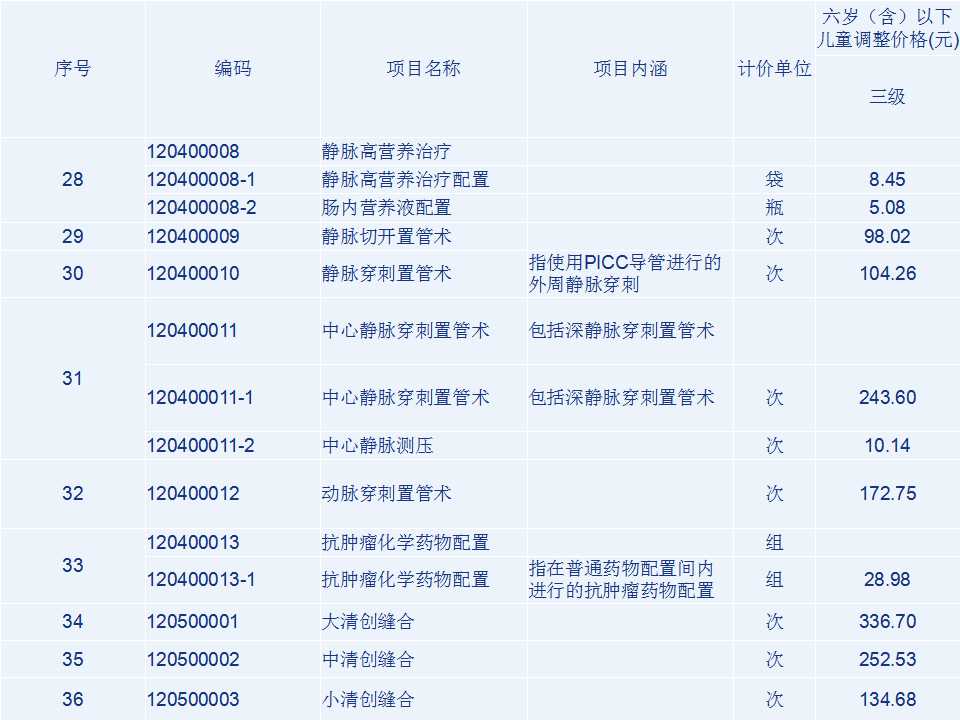 序号 编码 项目名称 项目内涵 计价单位 六岁（含）以下
儿童调整价格(元)
三级
28 120400008 静脉高营养治疗
120400008-1 静脉高营养治疗配置 袋 8.45
120400008-2 肠内营养液配置 瓶 5.08
29 120400009 静脉切开置管术 次 98.02
30 120400010 静脉穿刺置管术 指使用PICC导管进行的
外周静脉穿刺 次 104.26
31 120400011 中心静脉穿刺置管术 包括深静脉穿刺置管术
120400011-1 中心静脉穿刺置管术 包括深静脉穿刺置管术 次 243.60
120400011-2 中心静脉测压 次 10.14
32 120400012 动脉穿刺置管术 次 172.75
33 120400013 抗肿瘤化学药物配置 组
120400013-1 抗肿瘤化学药物配置 指在普通药物配置间内
进行的抗肿瘤药物配置 组 28.98
34 120500001 大清创缝合 次 336.70
35 120500002 中清创缝合 次 252.53
36 120500003 小清创缝合 次 134.68